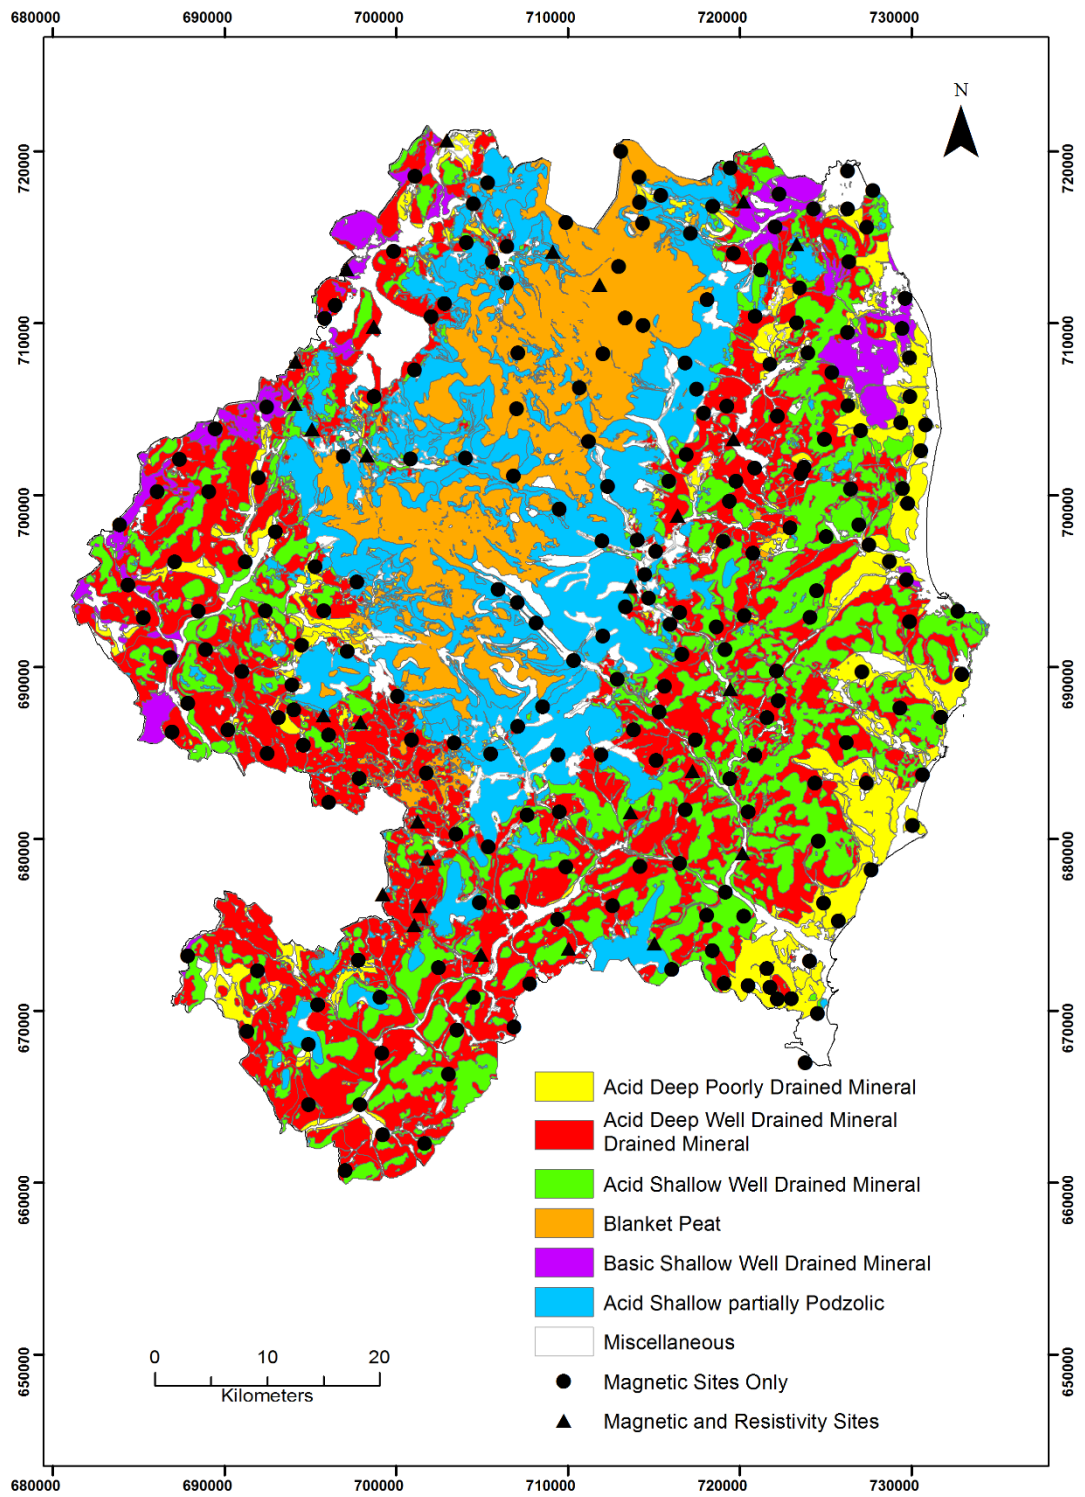 680000 690000 700000 710000 720000 730000
N
720000 720000
710000 710000
700000 700000
690000 690000
680000 680000
670000 670000
660000 660000
650000 650000
Acid Deep Poorly Drained Mineral
Acid Deep Well Drained Mineral
Drained Mineral
Acid Shallow Well Drained Mineral
Blanket Peat
Basic Shallow Well Drained Mineral
Acid Shallow partially Podzolic
Miscellaneous
Magnetic Sites Only
Magnetic and Resistivity Sites
0 10 20
Kilometers
680000 690000 700000 710000 720000 730000